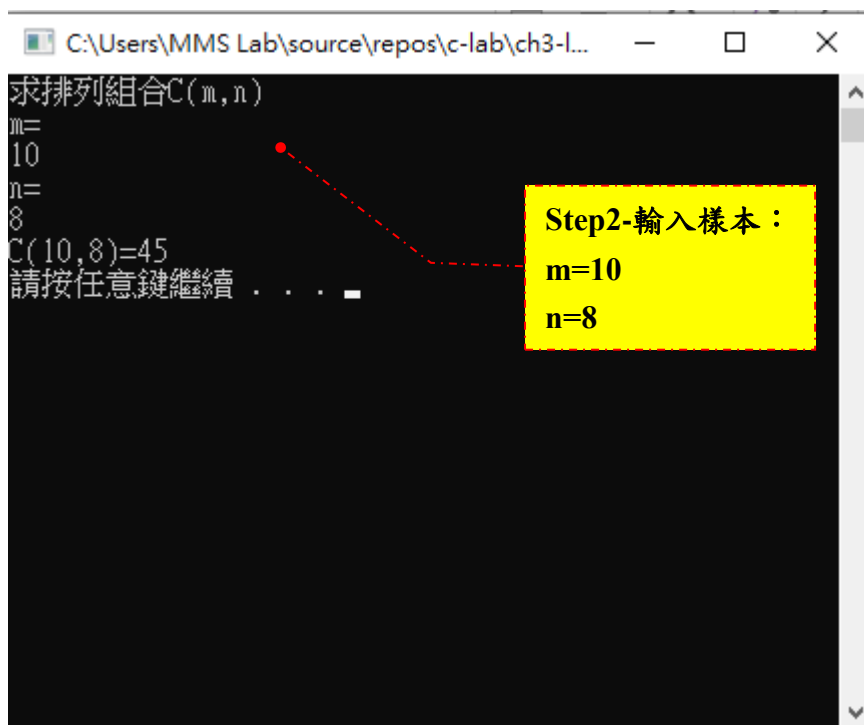 C:\Users\MMS Lab\source\repos\c-lab\ch3-l...
求排列組合C(m,n)
m=
10
n=
8
C(10,8)=45
請按任意鍵繼續 . . .
Step2-輸入樣本：
m=10
n=8